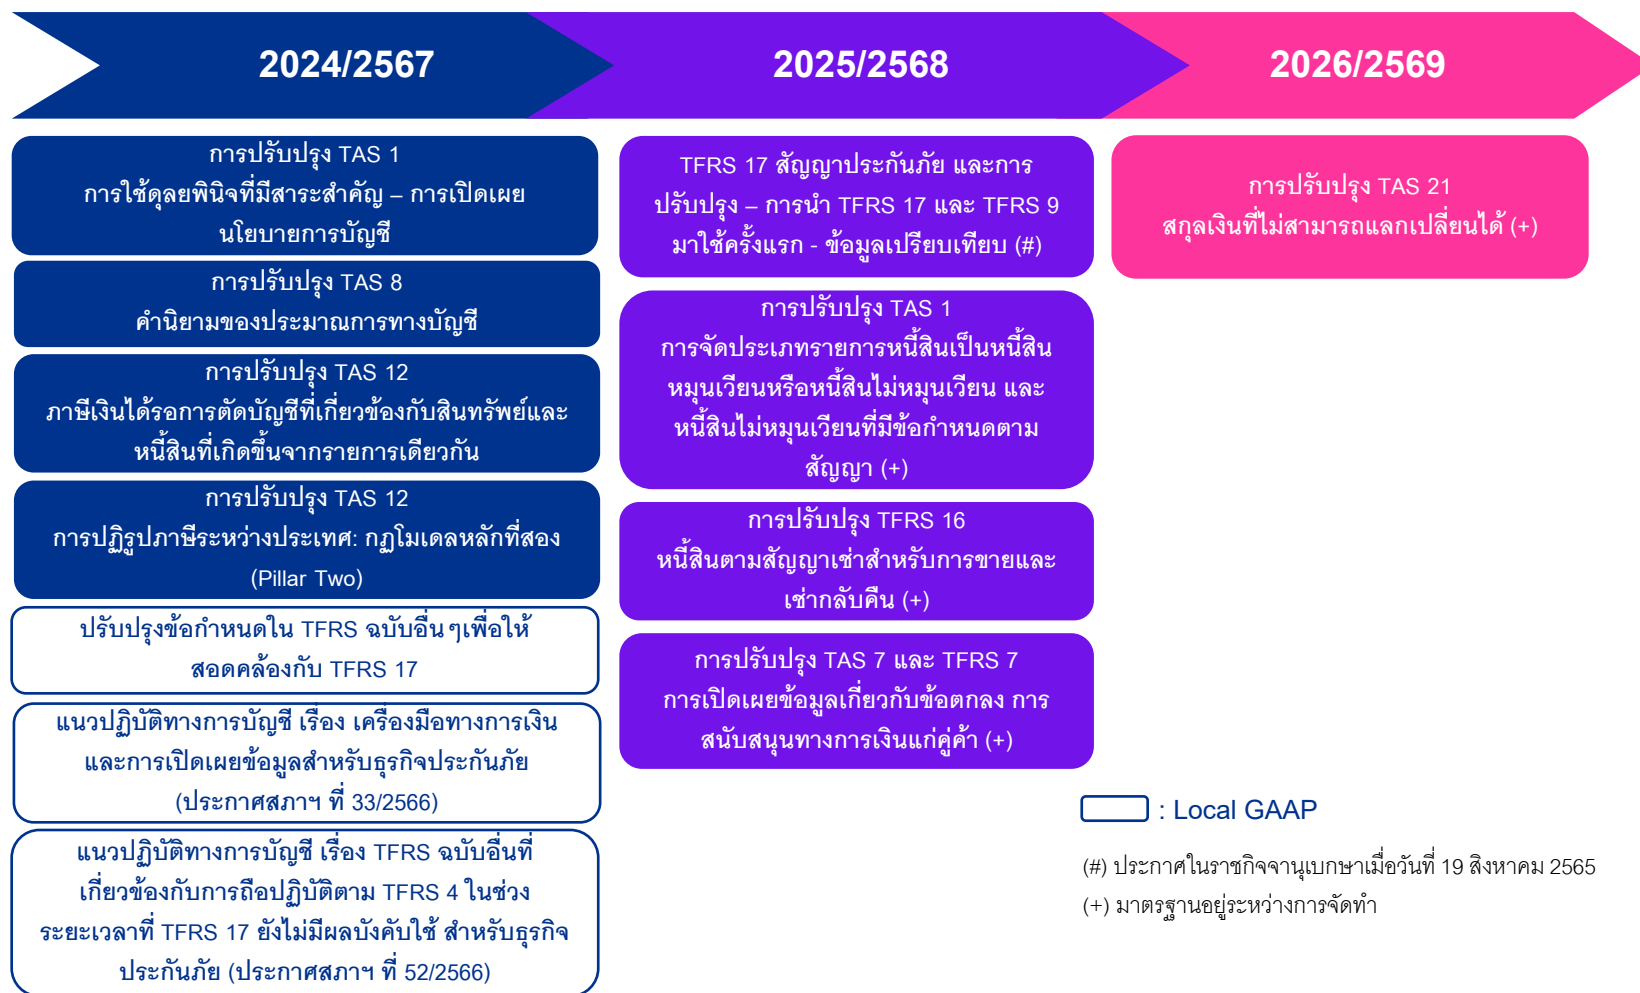 2024/2567
2025/2568
2026/2569
การปรับปรุง TAS 1
การใช้ดุลยพินิจที่มีสาระสำคัญ – การเปิดเผย
นโยบายการบัญชี
การปรับปรุง TAS 8
คำนิยามของประมาณการทางบัญชี
การปรับปรุง TAS 12
ภาษีเงินได้รอการตัดบัญชีที่เกี่ยวข้องกับสินทรัพย์และ
หนี้สินที่เกิดขึ้นจากรายการเดียวกัน
การปรับปรุง TAS 12
การปฏิรูปภาษีระหว่างประเทศ: กฎโมเดลหลักที่สอง
(Pillar Two)
ปรับปรุงข้อกำหนดใน TFRS ฉบับอื่นๆเพื่อให้
สอดคล้องกับ TFRS 17
แนวปฏิบัติทางการบัญชี เรื่อง เครื่องมือทางการเงิน
และการเปิดเผยข้อมูลสำหรับธุรกิจประกันภัย
(ประกาศสภาฯ ที่ 33/2566)
แนวปฏิบัติทางการบัญชี เรื่อง TFRS ฉบับอื่นที่
เกี่ยวข้องกับการถือปฏิบัติตาม TFRS 4 ในช่วง
ระยะเวลาที่ TFRS 17 ยังไม่มีผลบังคับใช้ สำหรับธุรกิจ
ประกันภัย (ประกาศสภาฯ ที่ 52/2566)
TFRS 17 สัญญาประกันภัย และการ
ปรับปรุง – การนำ TFRS 17 และ TFRS 9
มาใช้ครั้งแรก - ข้อมูลเปรียบเทียบ (#)
การปรับปรุง TAS 1
การจัดประเภทรายการหนี้สินเป็นหนี้สิน
หมุนเวียนหรือหนี้สินไม่หมุนเวียน และ
หนี้สินไม่หมุนเวียนที่มีข้อกำหนดตาม
สัญญา (+)
การปรับปรุง TFRS 16
หนี้สินตามสัญญาเช่าสำหรับการขายและ
เช่ากลับคืน (+)
การปรับปรุง TAS 7 และ TFRS 7
การเปิดเผยข้อมูลเกี่ยวกับข้อตกลง การ
สนับสนุนทางการเงินแก่คู่ค้า (+)
การปรับปรุง TAS 21
สกุลเงินที่ไม่สามารถแลกเปลี่ยนได้ (+)
: Local GAAP
(#) ประกาศในราชกิจจานุเบกษาเมื่อวันที่ 19 สิงหาคม 2565
(+) มาตรฐานอยู่ระหว่างการจัดทำ